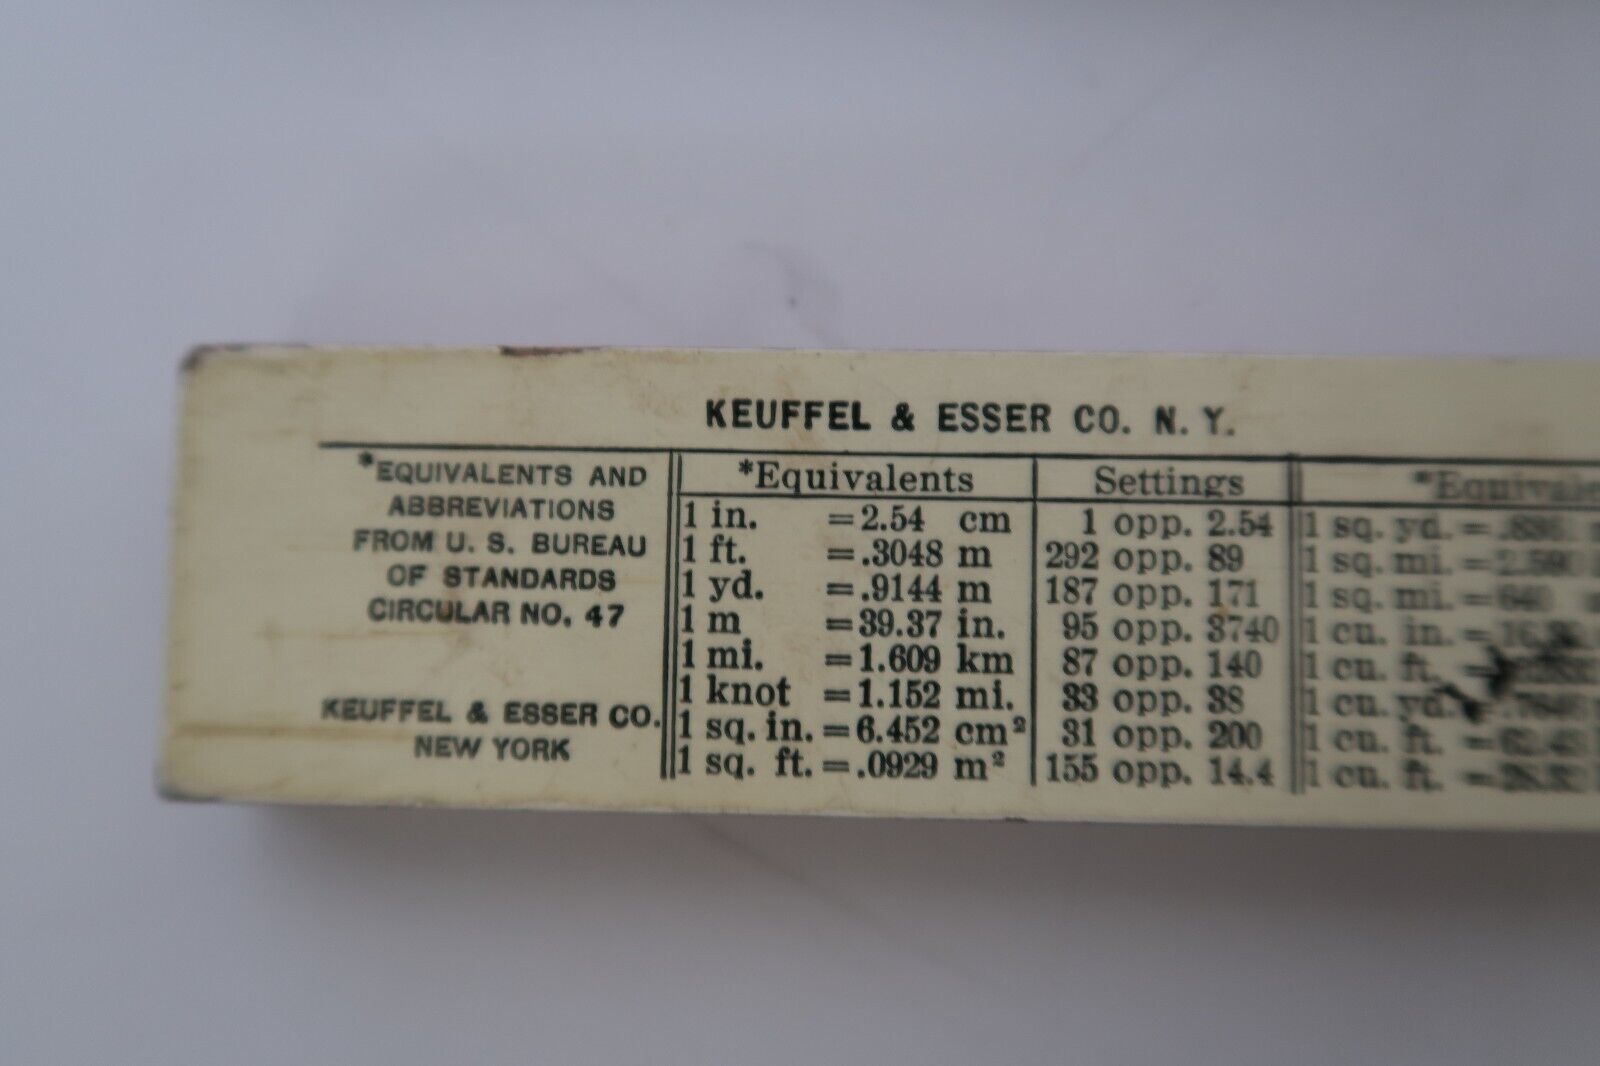 KEUFFEL & ESSER CO. N. Y.
*EQUIVALENTS AND
ABBREVIATIONS
FROM U. S. BUREAU
OF STANDARDS
CIRCULAR NO. 47
KEUFFEL & ESSER CO.
NEW YORK
*Equivalents Settings
1 in. =2.54 cm 1 opp. 2.54
1 ft. =.3048 m 292 opp. 89
1 yd. =.9144 m 187 opp. 171
1 m =39.37 in. 95 opp. 3740
1 mi. =1.609 km 87 opp. 140
1 knot =1.152 mi. 33 opp. 38
1 sq. in. =6.452 cm² 31 opp. 200
1 sq. ft. =.0929 m² 155 opp. 14.4
1 sq. yd. =
1 sq. mi. =
1 sq. mi. =640
1 cu. in. =
1 cu. ft. =
1 cu. yd.
1 cu. ft. =
1 cu. ft. =